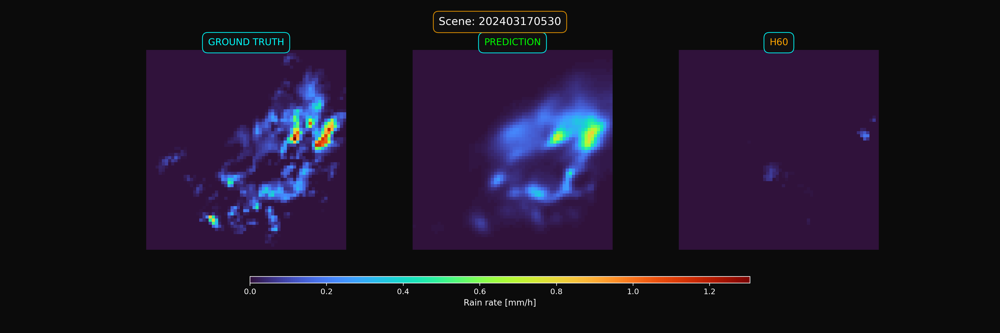 Scene: 202403170530
GROUND TRUTH
PREDICTION
H60
0.0 0.2 0.4 0.6 0.8 1.0 1.2
Rain rate [mm/h]